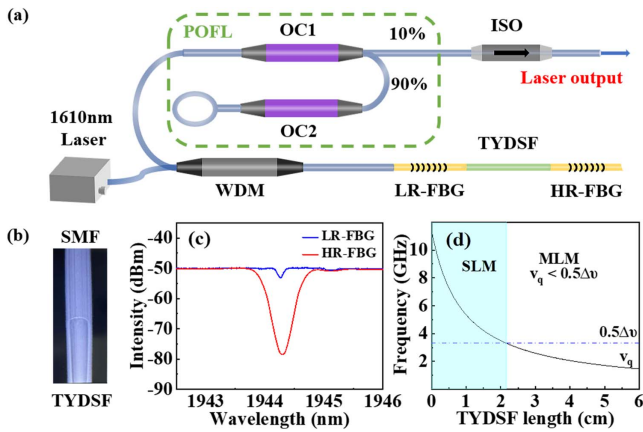 (a)
POFL
OC1
10%
ISO
90%
Laser output
OC2
1610nm
Laser
TYDSF
WDM
LR-FBG
HR-FBG
(b)
SMF
TYDSF
(c)
LR-FBG
HR-FBG
Intensity (dBm)
-40
-50
-60
-70
-80
-90
1943
1944
1945
1946
Wavelength (nm)
(d)
SLM
MLM
v_q < 0.5Δυ
0.5Δυ
v_q
Frequency (GHz)
12
10
8
6
4
2
0
0
1
2
3
4
5
6
TYDSF length (cm)